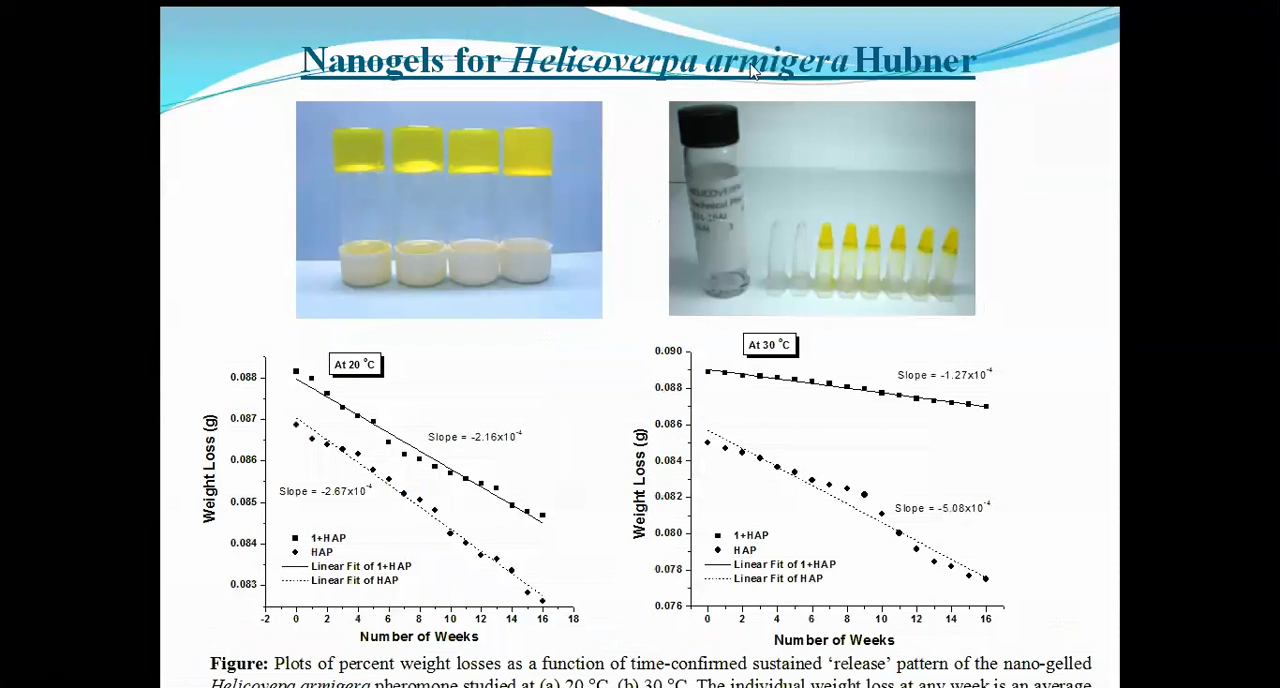 Nanogels for Helicoverpa armigera Hubner
At 20 °C
0.088
0.087
0.086
0.085
0.084
0.083
Weight Loss (g)
Slope = -2.16x10⁻⁴
Slope = -2.67x10⁻⁴
1+HAP
HAP
Linear Fit of 1+HAP
Linear Fit of HAP
-2 0 2 4 6 8 10 12 14 16 18
Number of Weeks
At 30 °C
0.090
0.088
0.086
0.084
0.082
0.080
0.078
0.076
Weight Loss (g)
Slope = -1.27x10⁻⁴
Slope = -5.08x10⁻⁴
1+HAP
HAP
Linear Fit of 1+HAP
Linear Fit of HAP
0 2 4 6 8 10 12 14 16
Number of Weeks
Figure: Plots of percent weight losses as a function of time-confirmed sustained ‘release’ pattern of the nano-gelled
Helicovepa armigera pheromone studied at (a) 20 °C, (b) 30 °C. The individual weight loss at any week is an average